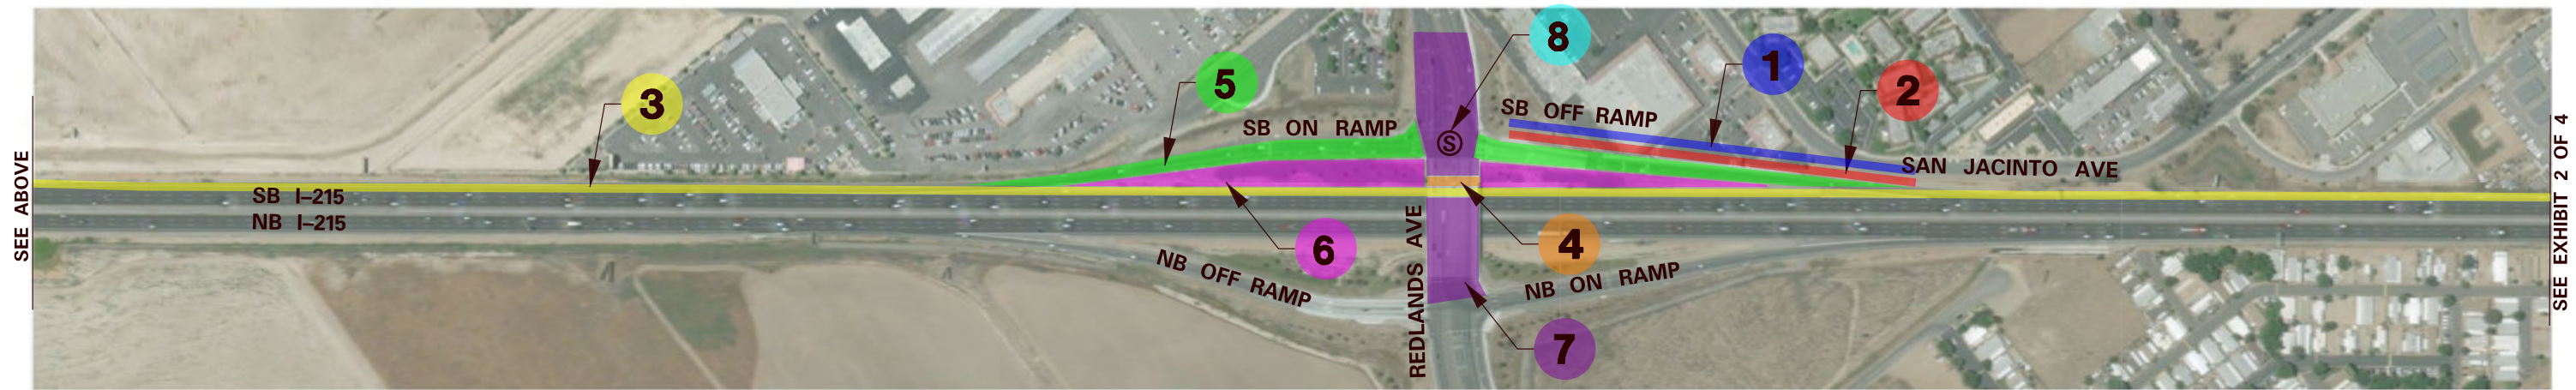 8
1
5
2
3
SB OFF RAMP
SB ON RAMP
S
SAN JACINTO AVE
SEE ABOVE
SB I-215
NB I-215
SEE EXHIBIT 2 OF 4
6
4
REDLANDS AVE
NB OFF RAMP
NB ON RAMP
7